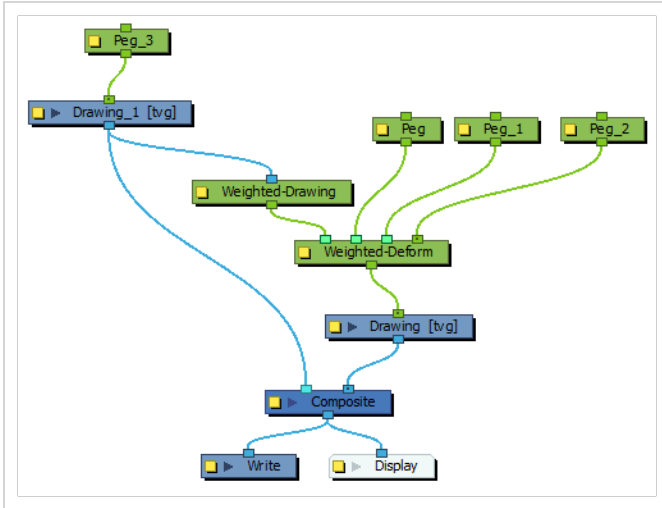 Peg_3
Drawing_1 [tvg]
Peg
Peg_1
Peg_2
Weighted-Drawing
Weighted-Deform
Drawing [tvg]
Composite
Write
Display